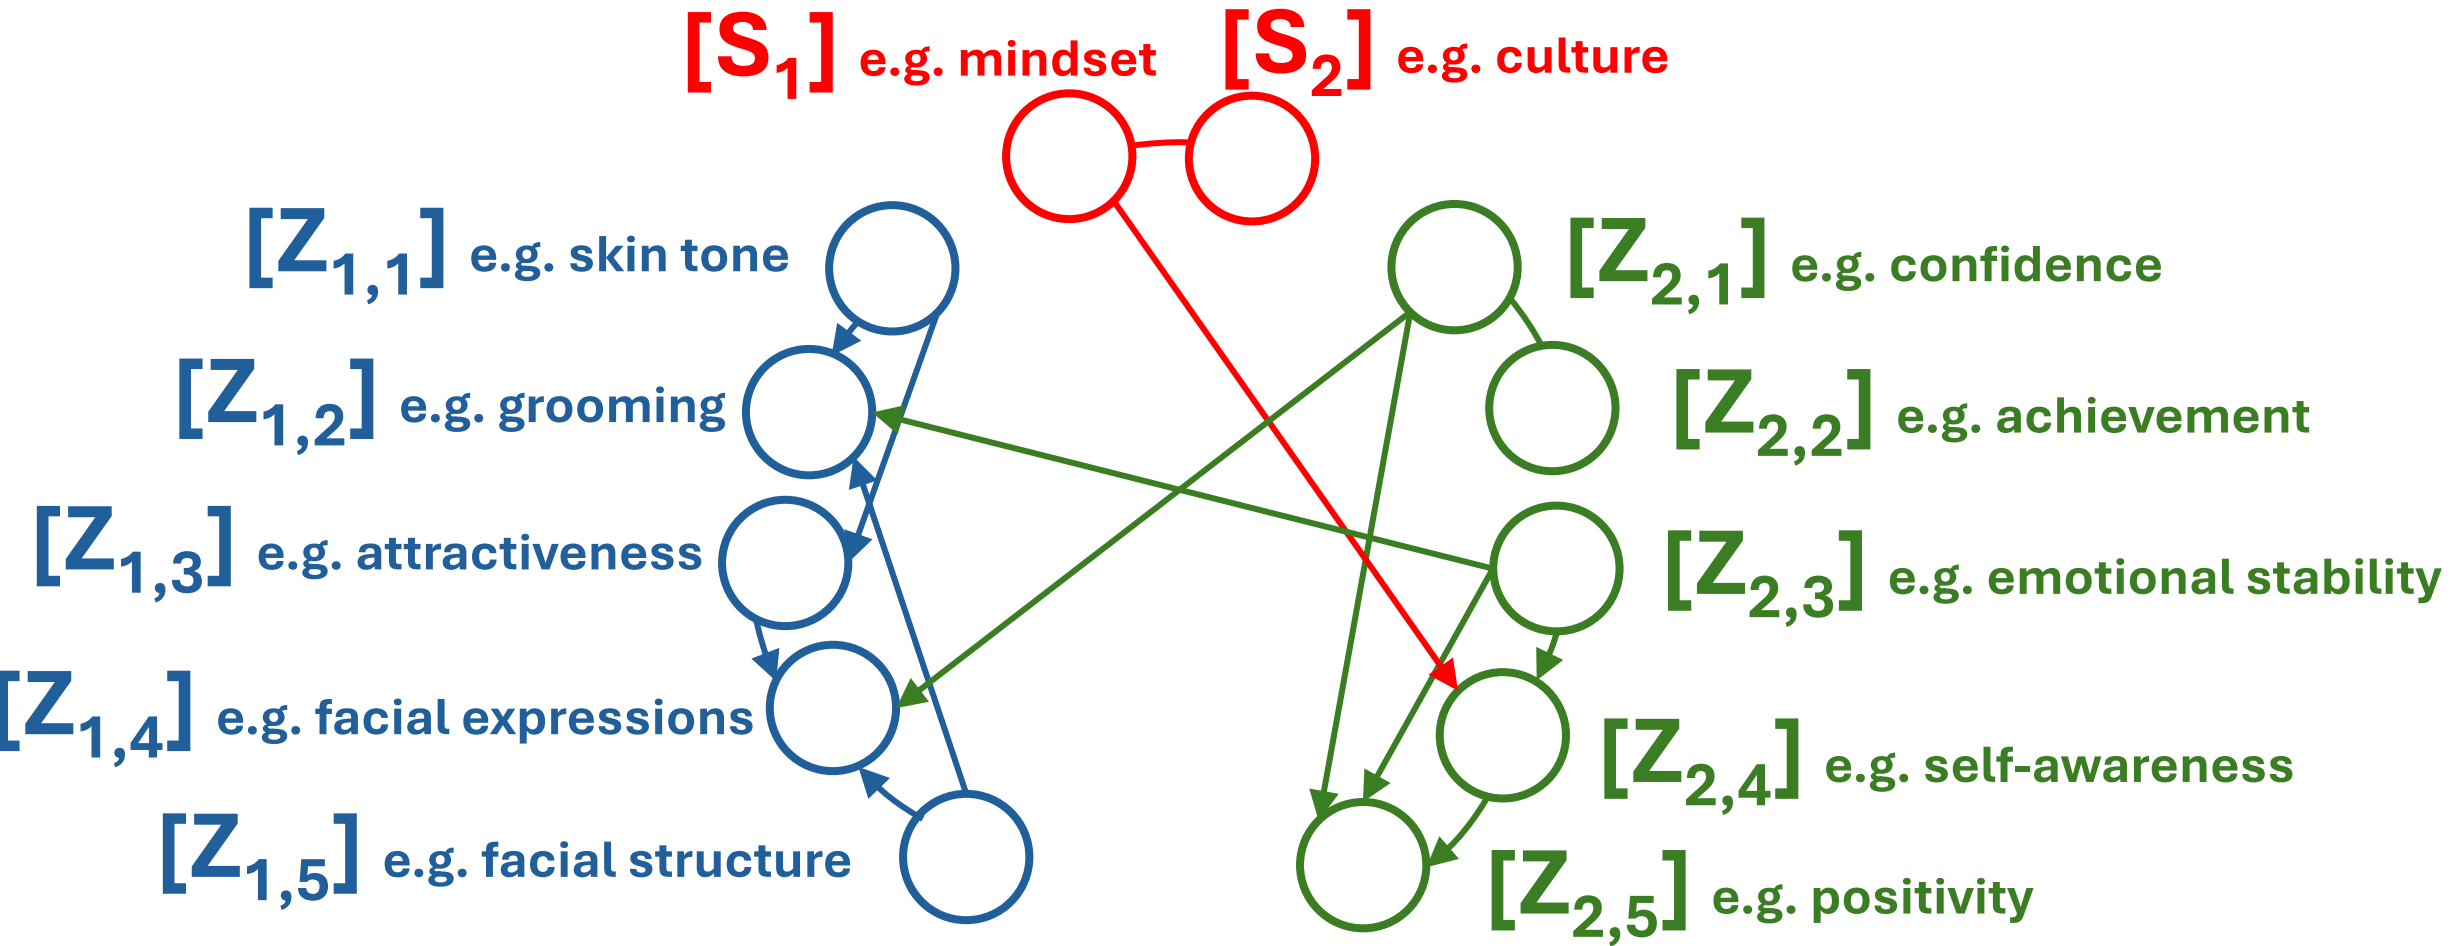 [S1] e.g. mindset
[S2] e.g. culture
[Z1,1] e.g. skin tone
[Z2,1] e.g. confidence
[Z1,2] e.g. grooming
[Z2,2] e.g. achievement
[Z1,3] e.g. attractiveness
[Z2,3] e.g. emotional stability
[Z1,4] e.g. facial expressions
[Z2,4] e.g. self-awareness
[Z1,5] e.g. facial structure
[Z2,5] e.g. positivity